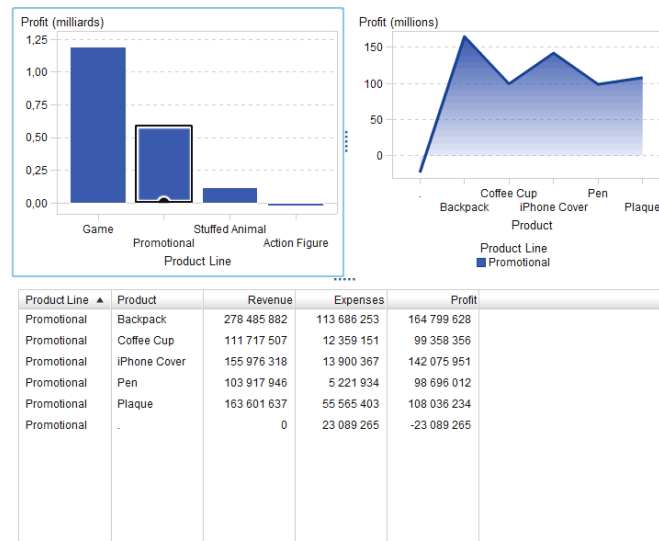 Profit (milliards)
1,25
1,00
0,75
0,50
0,25
0,00
Game
Stuffed Animal
Promotional
Action Figure
Product Line
Profit (millions)
150
100
50
0
.
Coffee Cup
Pen
Backpack
iPhone Cover
Plaque
Product
Product Line
Promotional
Product Line Product Revenue Expenses Profit
Promotional Backpack 278 485 882 113 686 253 164 799 628
Promotional Coffee Cup 111 717 507 12 359 151 99 358 356
Promotional iPhone Cover 155 976 318 13 900 367 142 075 951
Promotional Pen 103 917 946 5 221 934 98 696 012
Promotional Plaque 163 601 637 55 565 403 108 036 234
Promotional . 0 23 089 265 -23 089 265